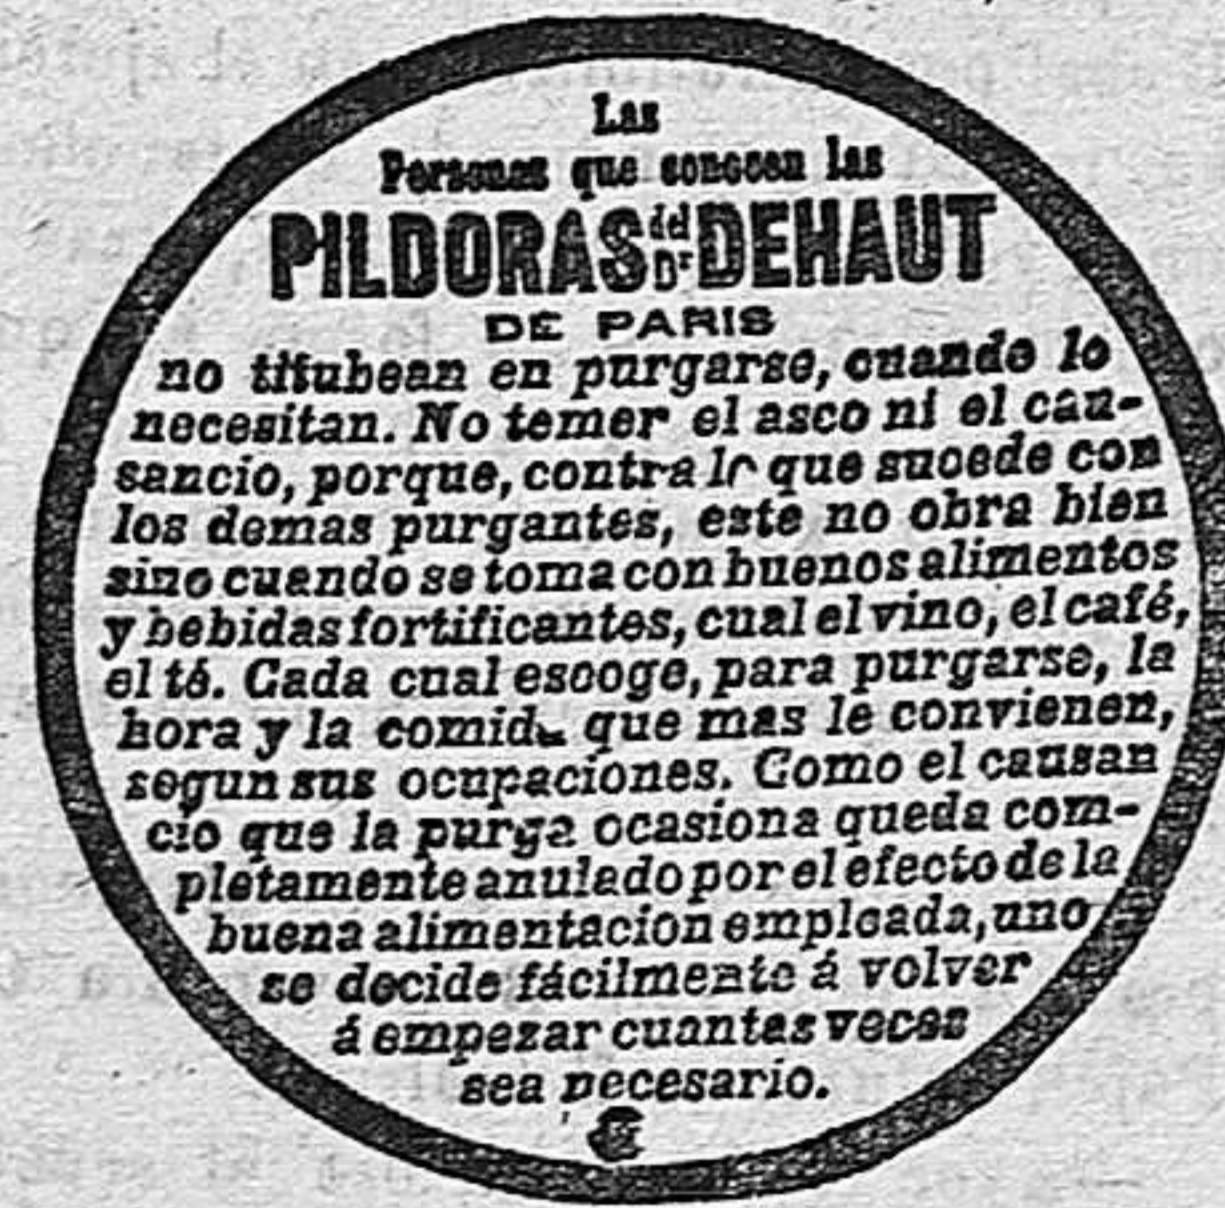 Las
Personas que conocen las
PILDORAS del Dr DEHAUT
DE PARIS
no titubean en purgarse, cuando lo
necesitan. No temer el asco ni el cau-
sancio, porque, contra lo que sucede con
los demas purgantes, este no obra bien
sino cuando se toma con buenos alimentos
y bebidas fortificantes, cual el vino, el café,
el té. Cada cual escoge, para purgarse, la
hora y la comida que mas le convienen,
segun sus ocupaciones. Como el causan
cio que la purga ocasiona queda com-
pletamente anulado por el efecto de la
buena alimentacion empleada, uno
se decide fácilmente á volver
á empezar cuantas veces
sea necesario.